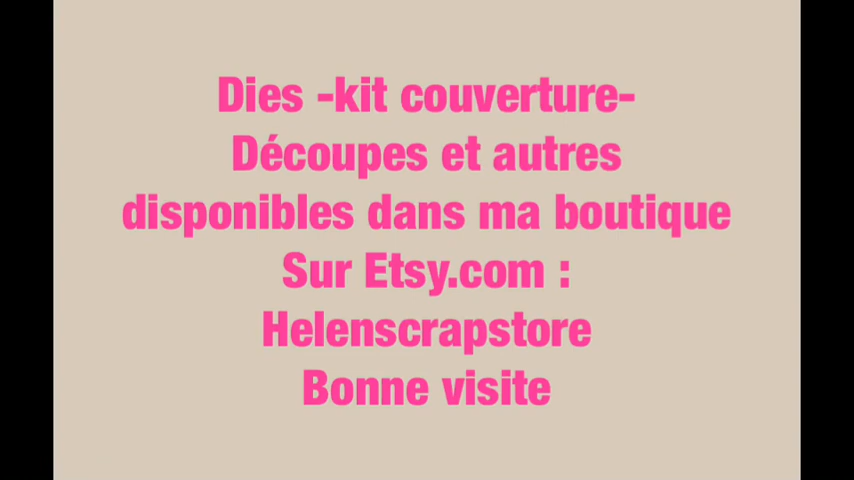 Dies -kit couverture-
Découpes et autres
disponibles dans ma boutique
Sur Etsy.com :
Helenscrapstore
Bonne visite